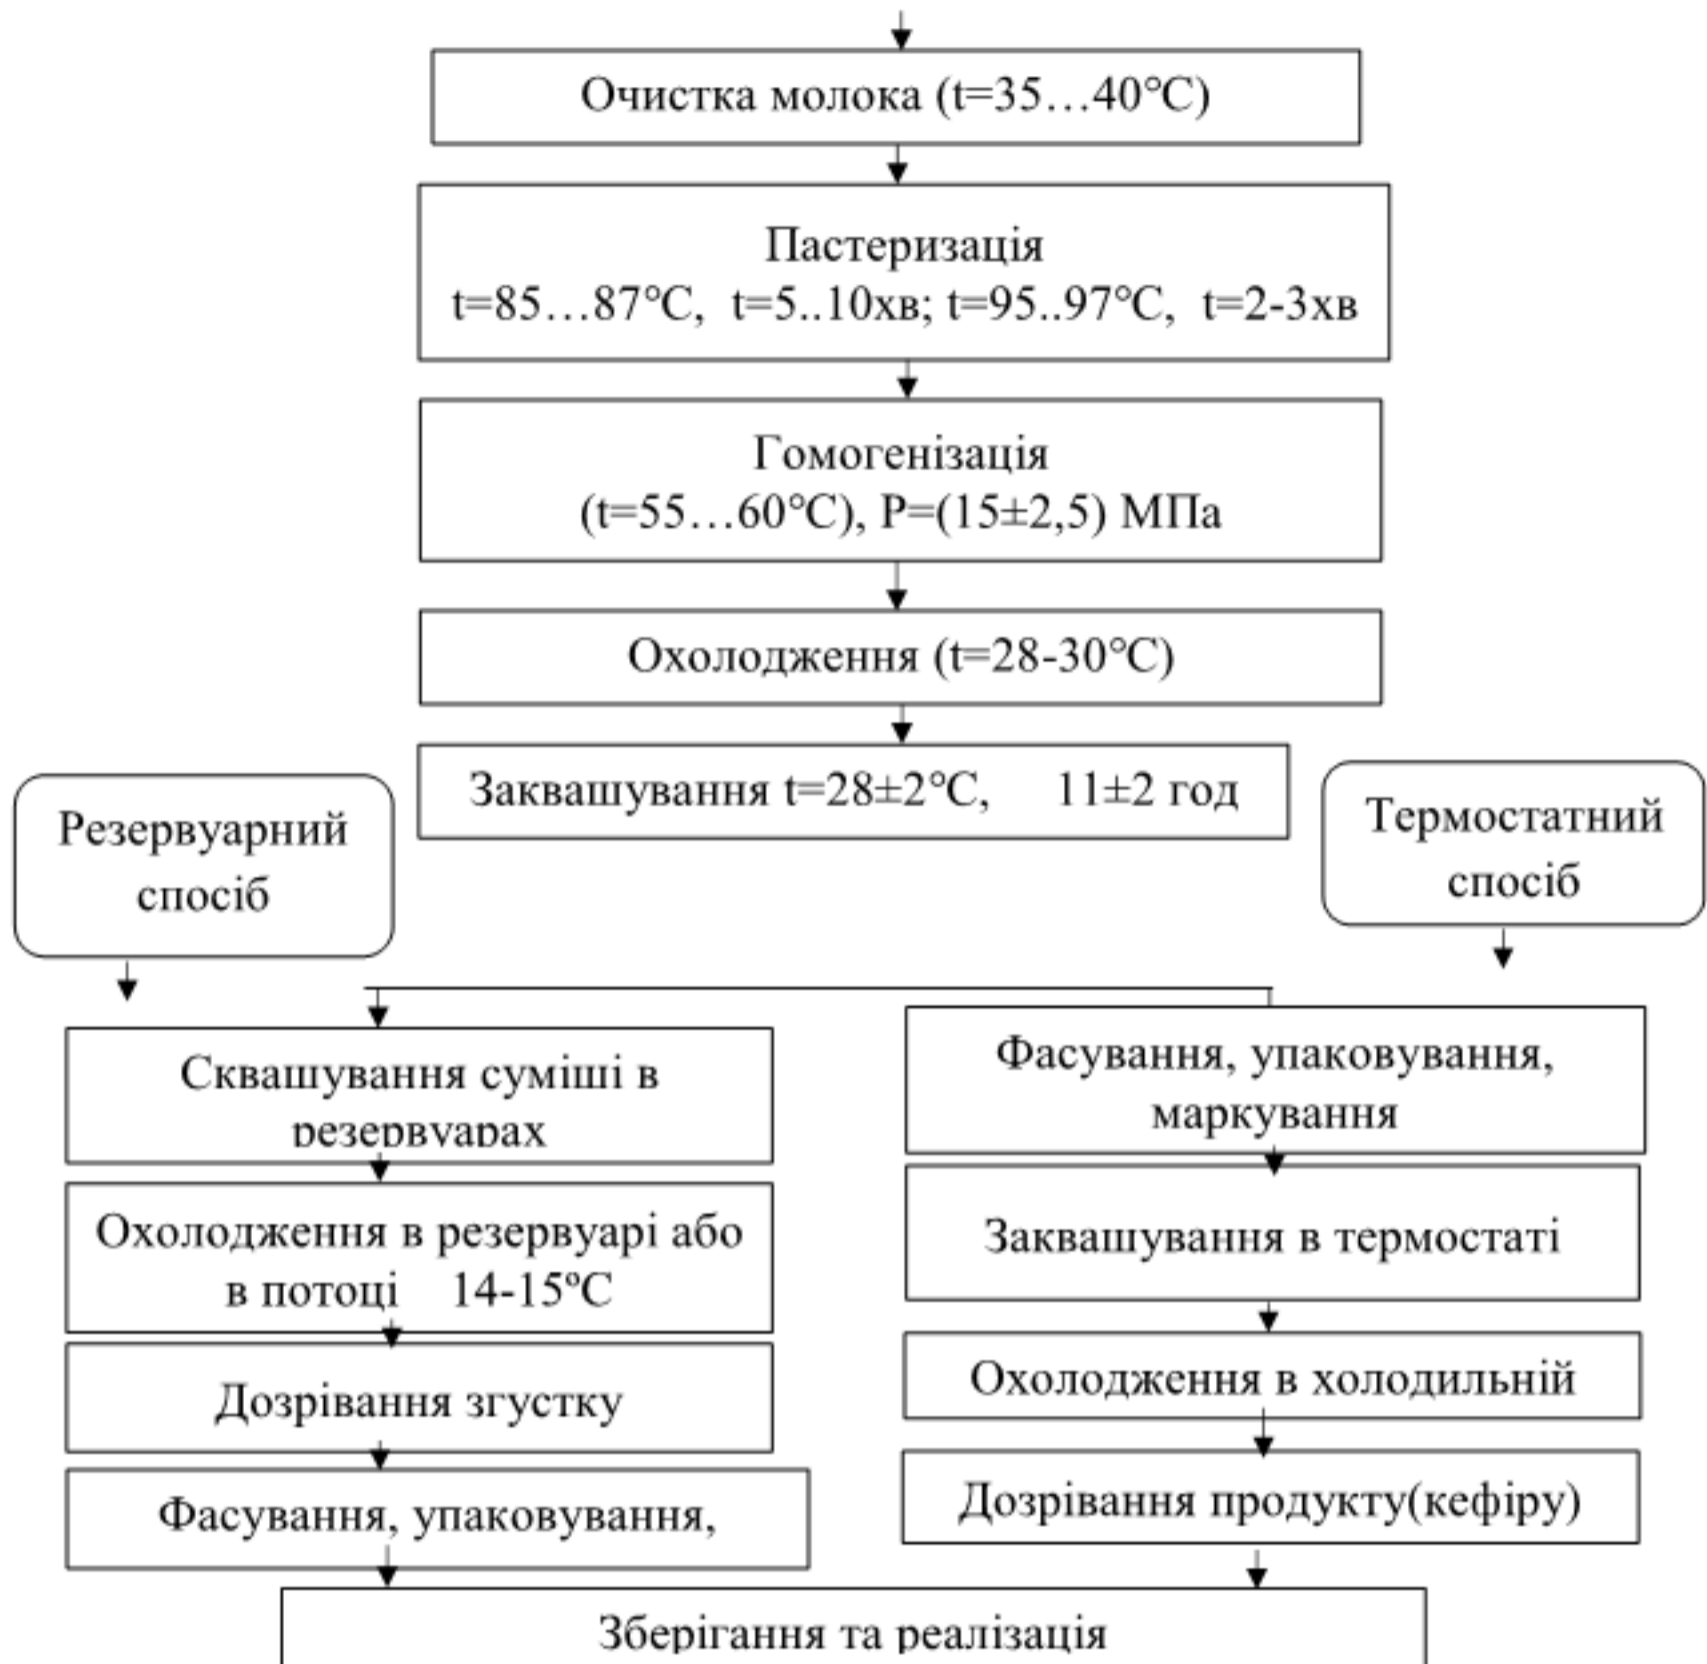 Очистка молока (t=35…40°C)
Пастеризація
t=85…87°C, t=5..10хв; t=95..97°C, t=2-3хв
Гомогенізація
(t=55…60°C), P=(15±2,5) МПа
Охолодження (t=28-30°C)
Заквашування t=28±2°C, 11±2 год
Резервуарний
спосіб
Термостатний
спосіб
Сквашування суміші в
резервуарах
Охолодження в резервуарі або
в потоці 14-15ºC
Дозрівання згустку
Фасування, упаковування,
Фасування, упаковування,
маркування
Заквашування в термостаті
Охолодження в холодильній
Дозрівання продукту(кефіру)
Зберігання та реалізація